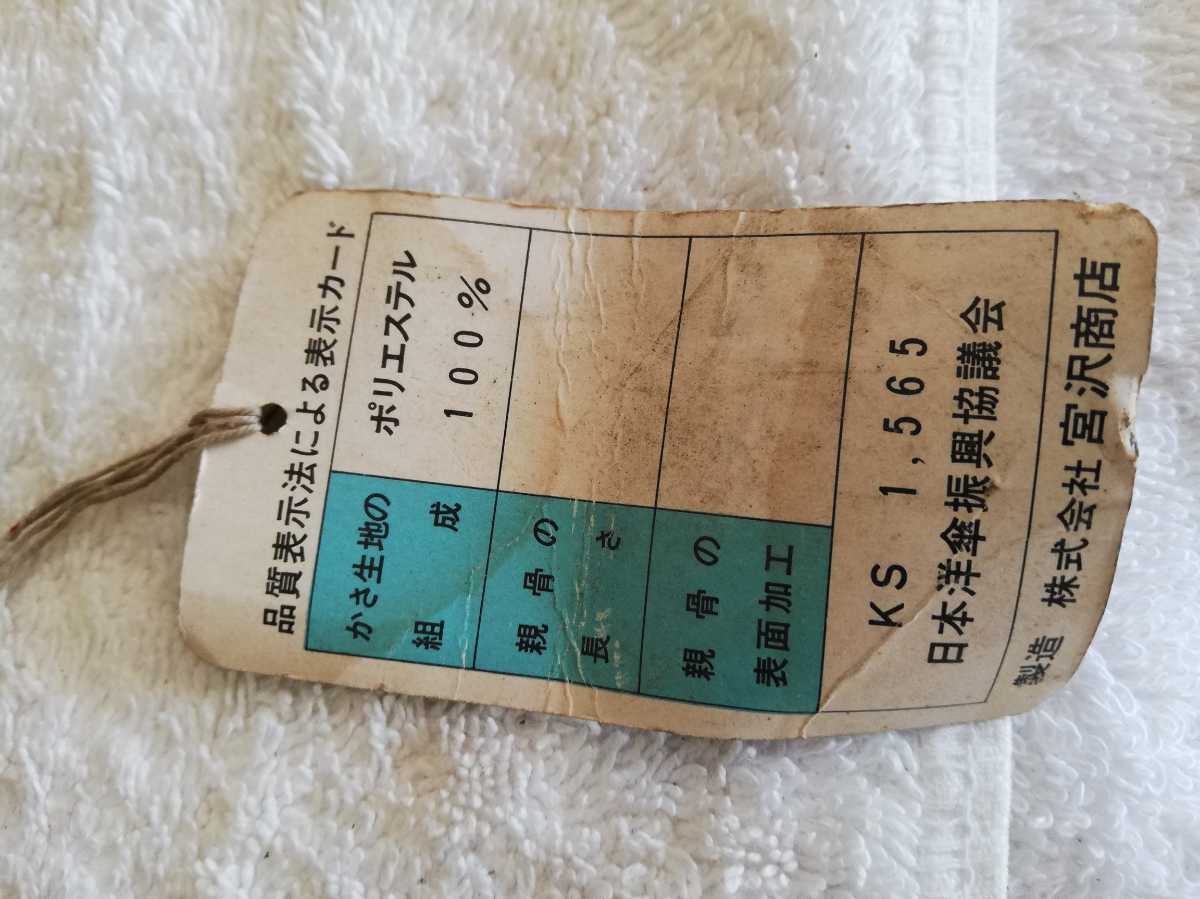 品質表示法による表示カード
かさ生地の
組成
ポリエステル
100%
親骨の
長さ
親骨の
表面加工
KS 1,565
日本洋傘振興協議会
製造 株式会社 宮沢商店